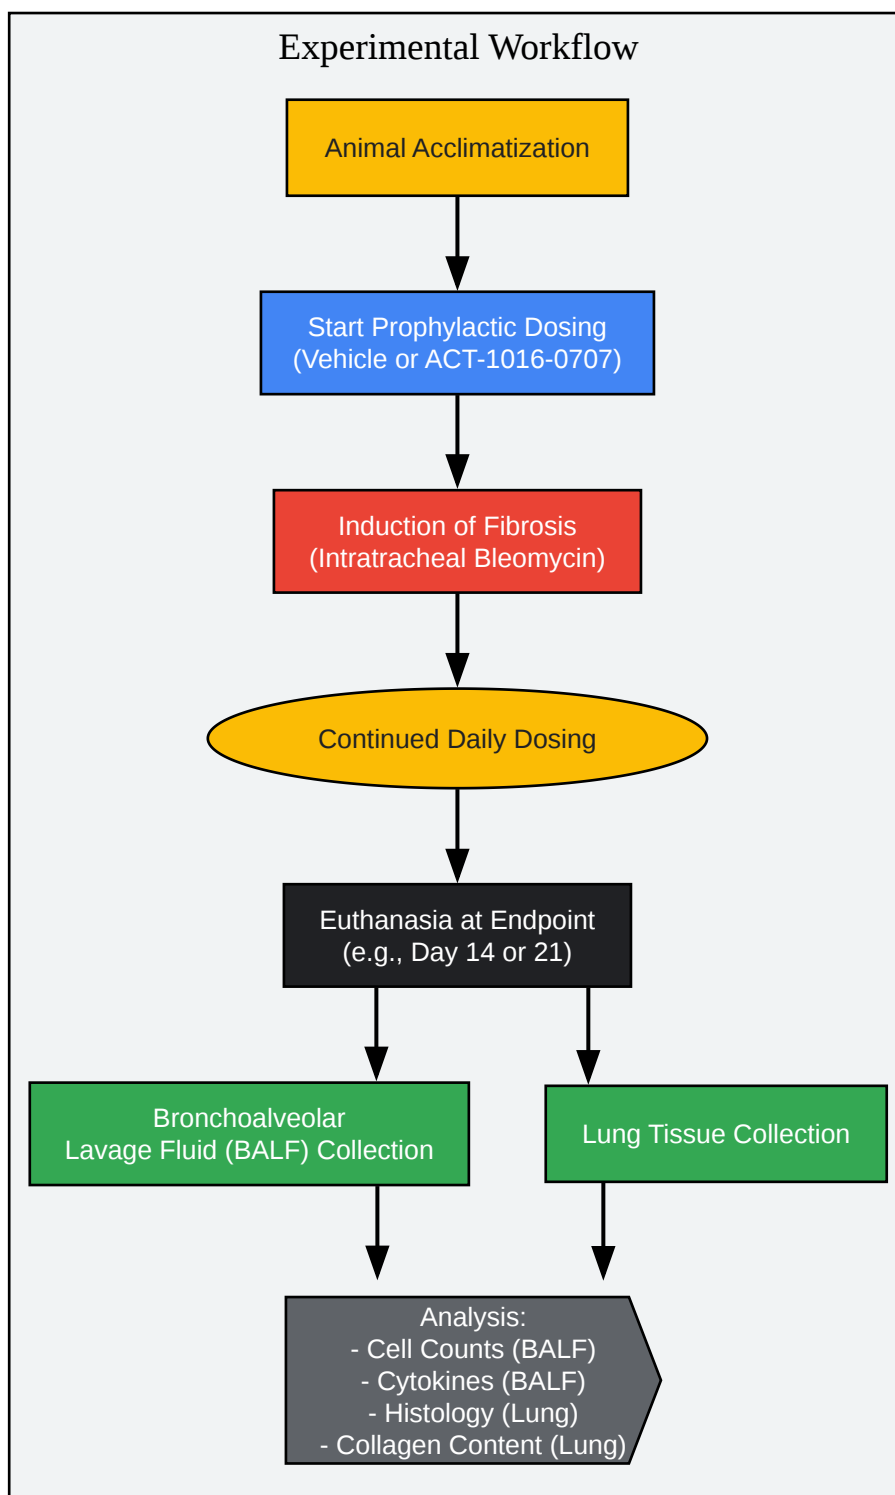 Experimental Workflow
Animal Acclimatization
Start Prophylactic Dosing
(Vehicle or ACT-1016-0707)
Induction of Fibrosis
(Intratracheal Bleomycin)
Continued Daily Dosing
Euthanasia at Endpoint
(e.g., Day 14 or 21)
Bronchoalveolar
Lavage Fluid (BALF) Collection
Lung Tissue Collection
Analysis:
- Cell Counts (BALF)
- Cytokines (BALF)
- Histology (Lung)
- Collagen Content (Lung)